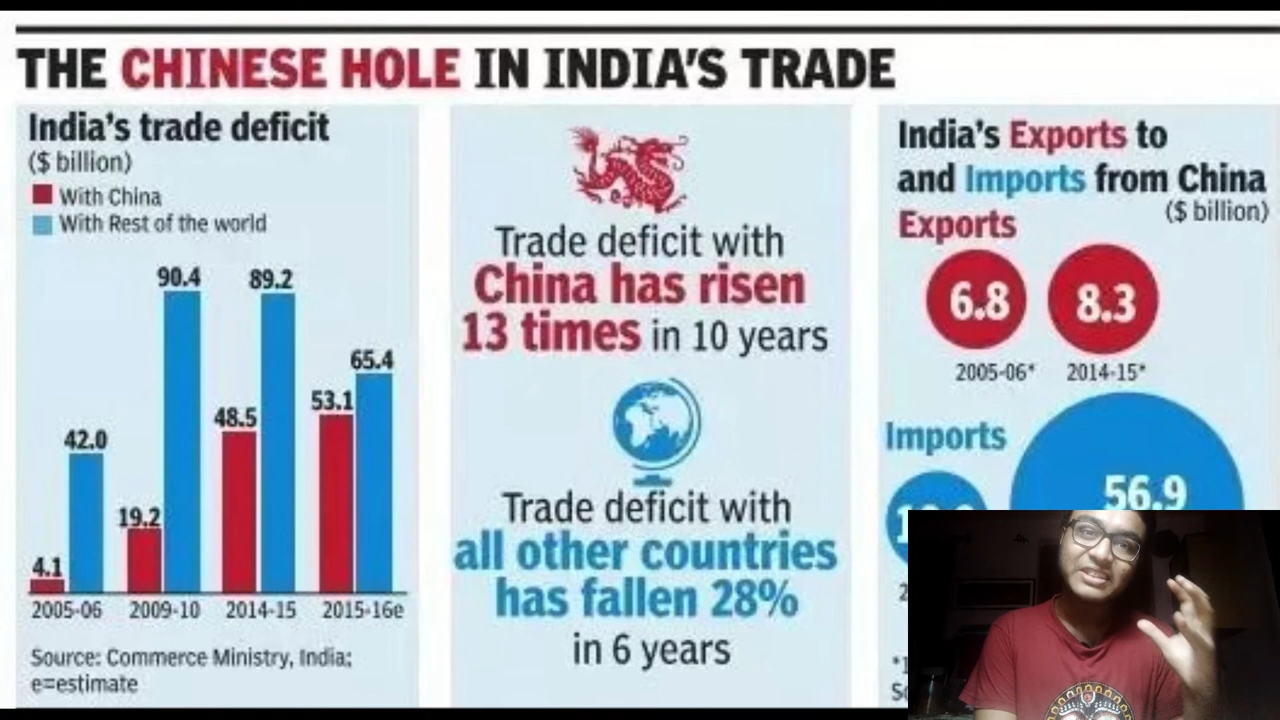 THE CHINESE HOLE IN INDIA'S TRADE
India's trade deficit
($ billion)
With China
With Rest of the world
4.1
42.0
19.2
90.4
48.5
89.2
53.1
65.4
2005-06
2009-10
2014-15
2015-16e
Source: Commerce Ministry, India;
e=estimate
Trade deficit with
China has risen
13 times in 10 years
Trade deficit with
all other countries
has fallen 28%
in 6 years
India's Exports to
and Imports from China
($ billion)
Exports
6.8
8.3
2005-06*
2014-15*
Imports
56.9